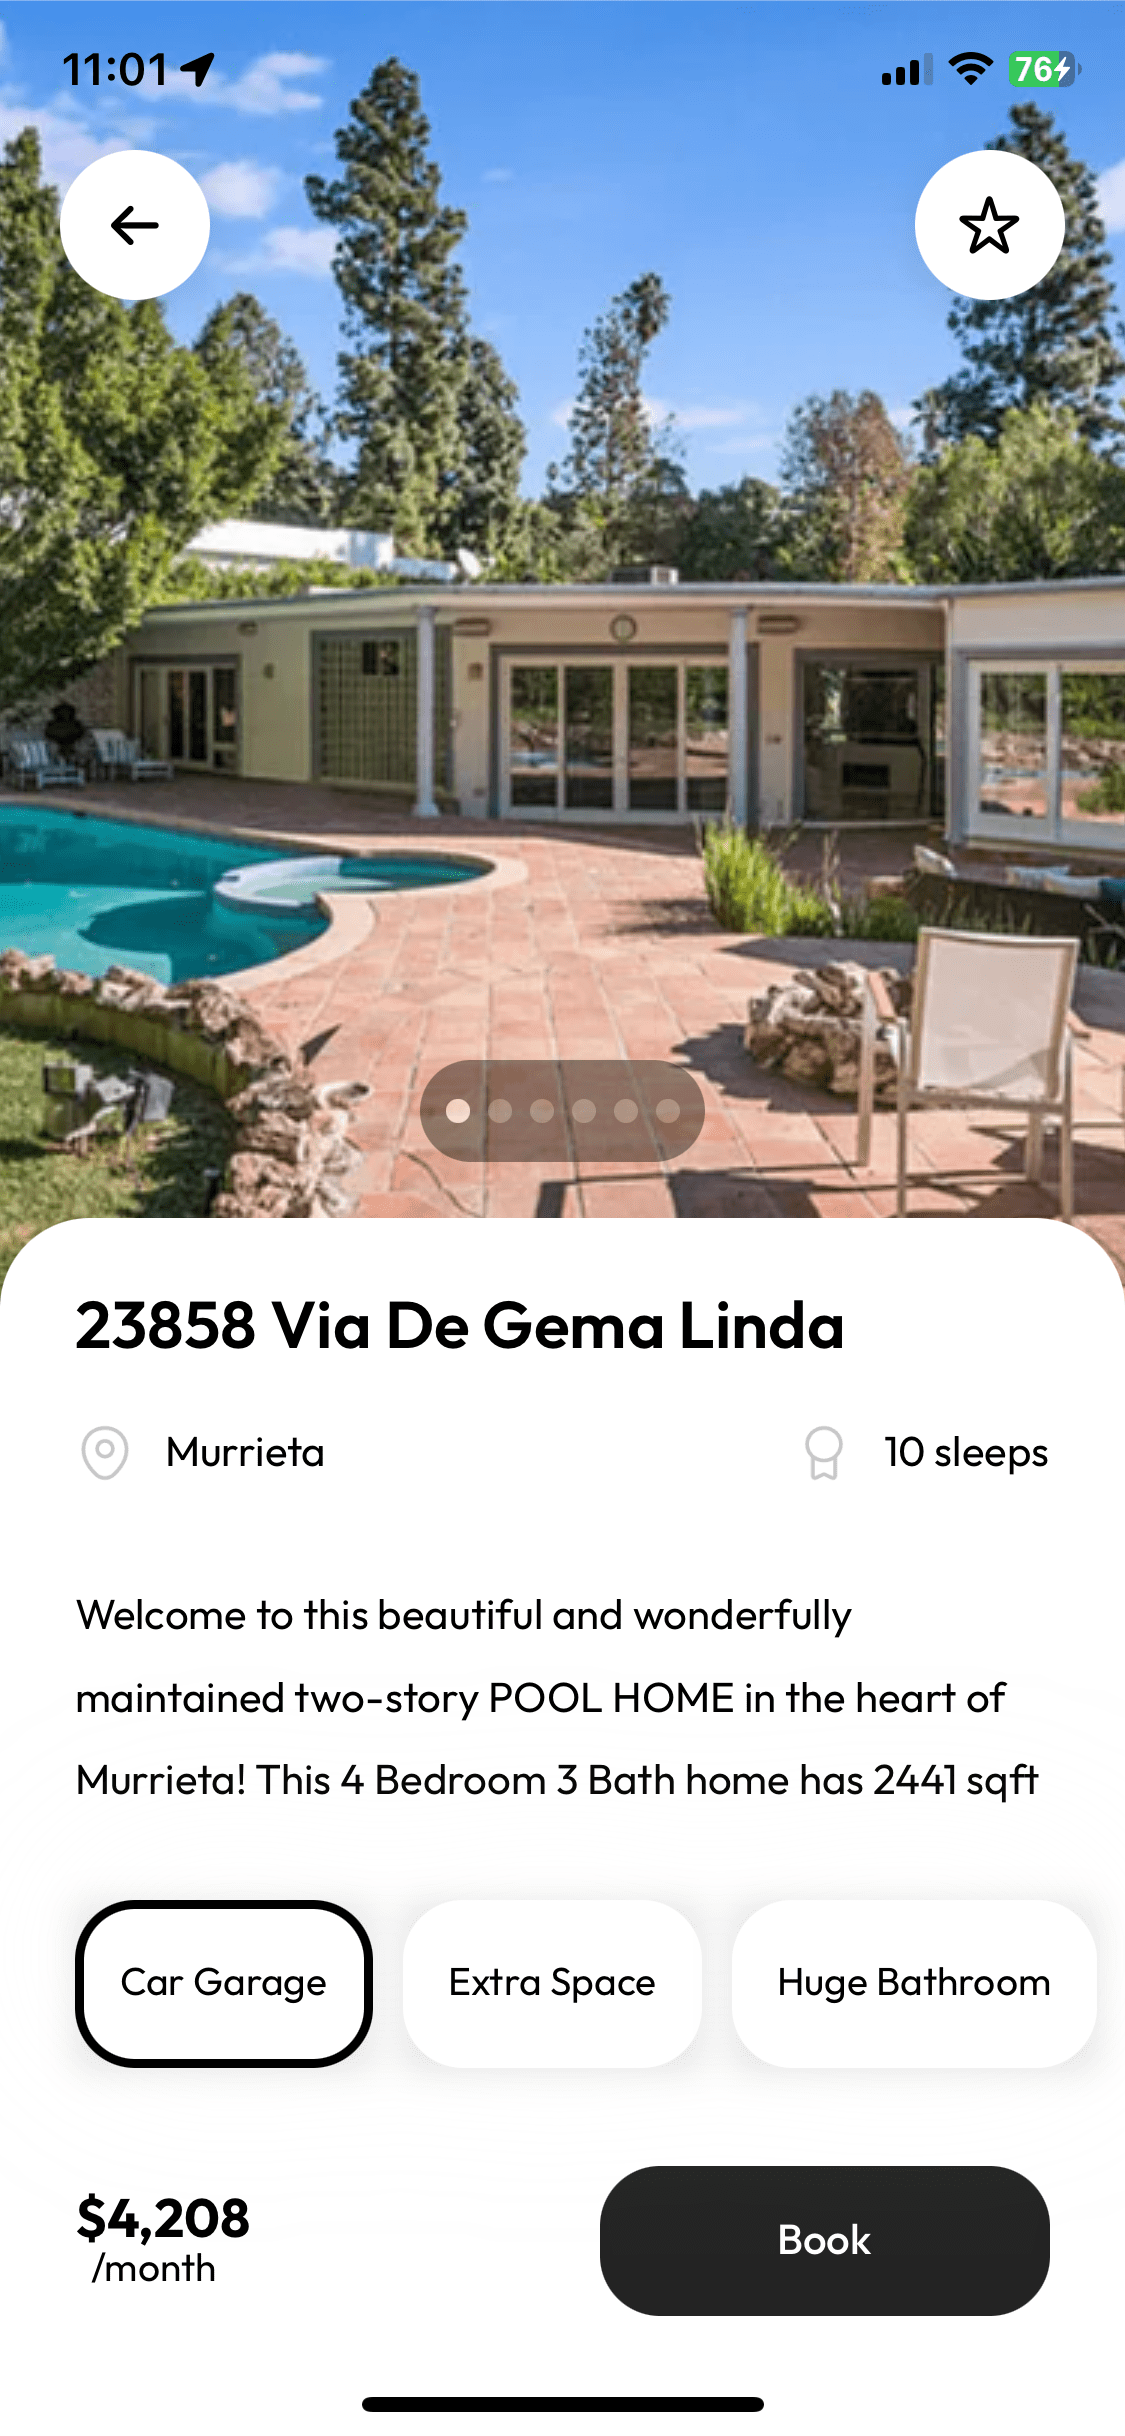 11:01
76
23858 Via De Gema Linda
Murrieta
10 sleeps
Welcome to this beautiful and wonderfully
maintained two-story POOL HOME in the heart of
Murrieta! This 4 Bedroom 3 Bath home has 2441 sqft
Car Garage
Extra Space
Huge Bathroom
$4,208
/month
Book